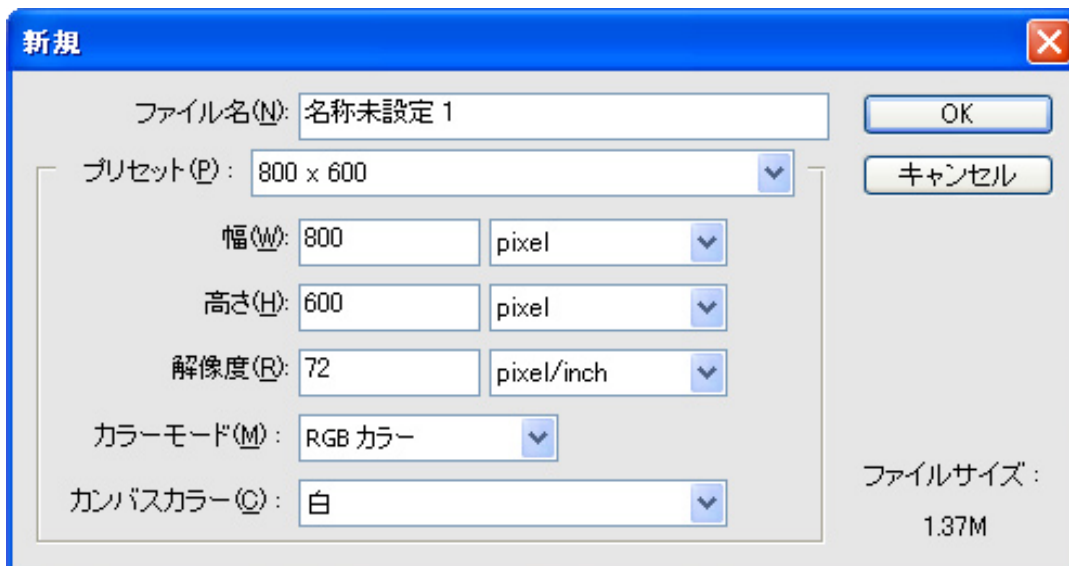 新規
ファイル名(N): 名称未設定 1
OK
プリセット(P) : 800 x 600
キャンセル
幅(W): 800 pixel
高さ(H): 600 pixel
解像度(R): 72 pixel/inch
カラーモード(M) : RGB カラー
カンバスカラー(C) : 白
ファイルサイズ :
1.37M